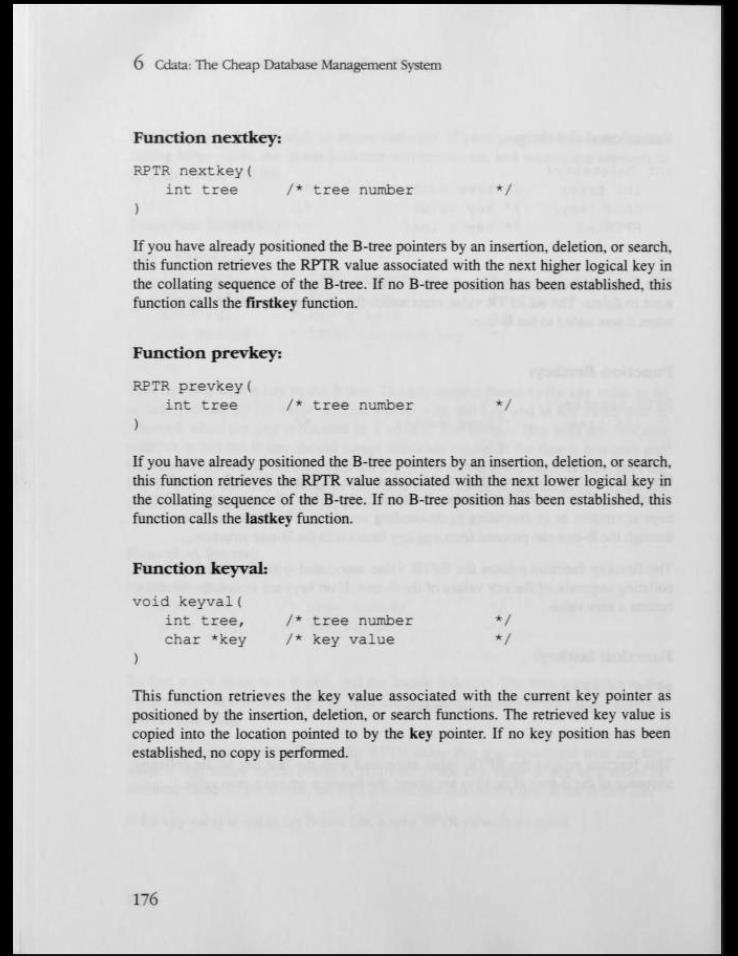 6 Cdata: The Cheap Database Management System
Function nextkey:
RPTR nextkey(
int tree /* tree number */
)
If you have already positioned the B-tree pointers by an insertion, deletion, or search,
this function retrieves the RPTR value associated with the next higher logical key in
the collating sequence of the B-tree. If no B-tree position has been established, this
function calls the firstkey function.
Function prevkey:
RPTR prevkey(
int tree /* tree number */
)
If you have already positioned the B-tree pointers by an insertion, deletion, or search,
this function retrieves the RPTR value associated with the next lower logical key in
the collating sequence of the B-tree. If no B-tree position has been established, this
function calls the lastkey function.
Function keyval:
void keyval(
int tree, /* tree number */
char *key /* key value */
)
This function retrieves the key value associated with the current key pointer as
positioned by the insertion, deletion, or search functions. The retrieved key value is
copied into the location pointed to by the key pointer. If no key position has been
established, no copy is performed.
176